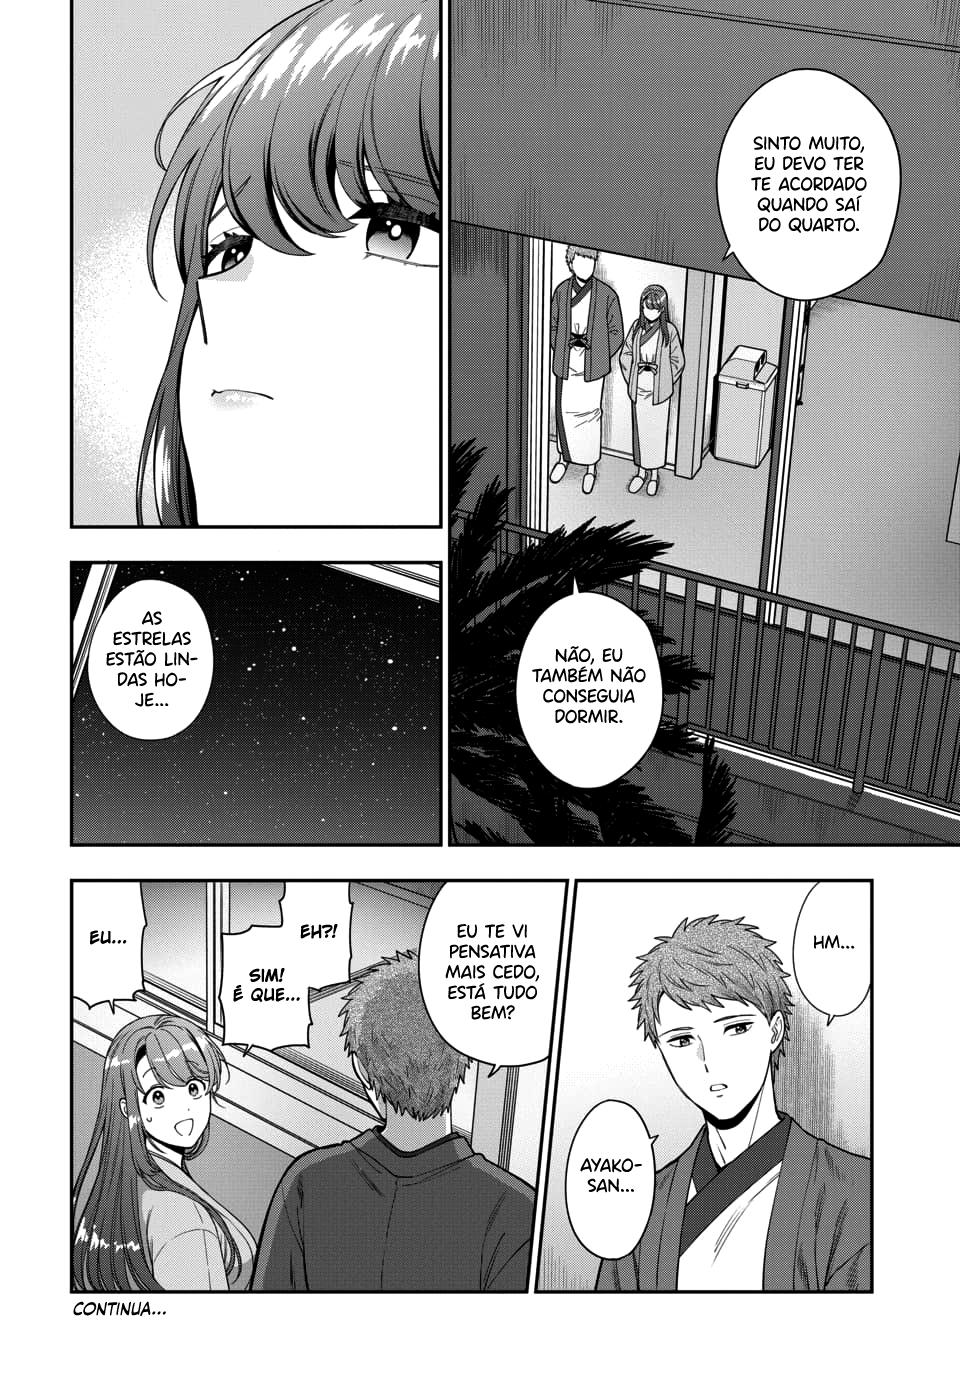 SINTO MUITO,
EU DEVO TER
TE ACORDADO
QUANDO SAÍ
DO QUARTO.
NÃO, EU
TAMBÉM NÃO
CONSEGUIA
DORMIR.
AS
ESTRELAS
ESTÃO LIN-
DAS HO-
JE...
HM...
AYAKO-
SAN...
EU TE VI
PENSATIVA
MAIS CEDO,
ESTÁ TUDO
BEM?
EH?!
SIM!
É QUE...
EU...
CONTINUA...